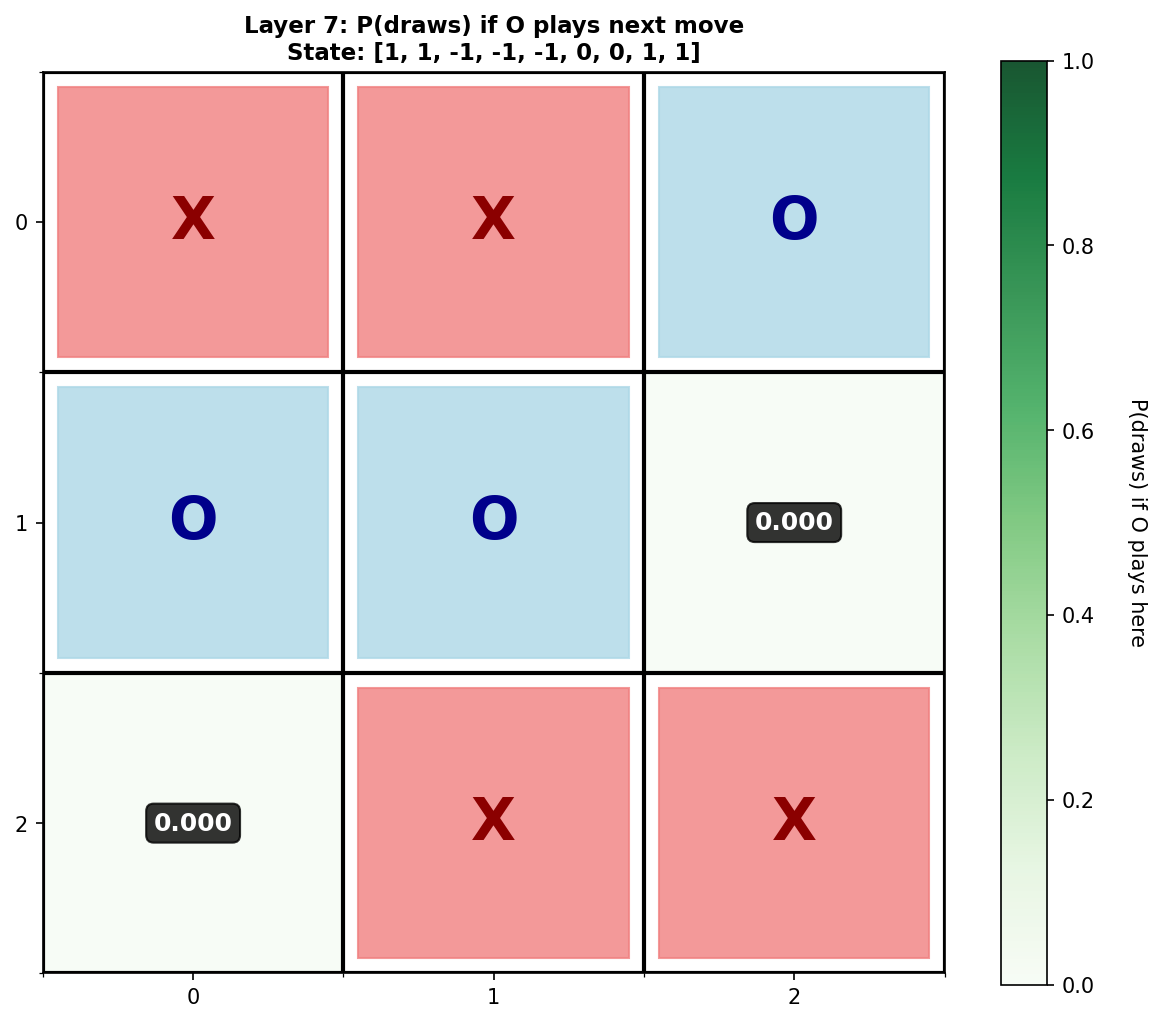 Layer 7: P(draws) if O plays next move
State: [1, 1, -1, -1, -1, 0, 0, 1, 1]
0
X
X
O
1
O
O
0.000
2
0.000
X
X
0
1
2
1.0
0.8
0.6
0.4
0.2
0.0
P(draws) if O plays here